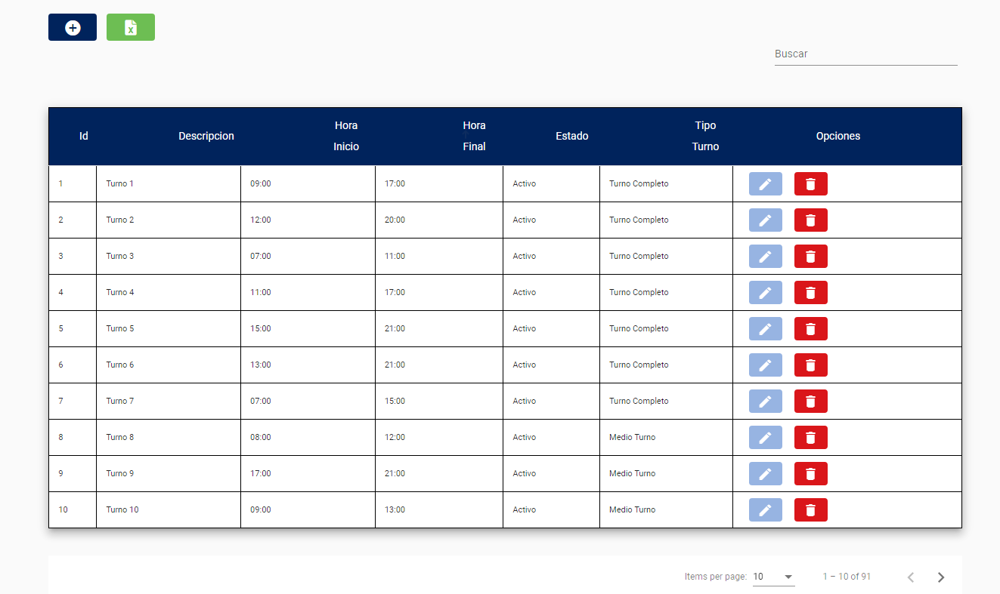 Buscar
Id Descripcion Hora Inicio Hora Final Estado Tipo Turno Opciones
1 Turno 1 09:00 17:00 Activo Turno Completo
2 Turno 2 12:00 20:00 Activo Turno Completo
3 Turno 3 07:00 11:00 Activo Turno Completo
4 Turno 4 11:00 17:00 Activo Turno Completo
5 Turno 5 15:00 21:00 Activo Turno Completo
6 Turno 6 13:00 21:00 Activo Turno Completo
7 Turno 7 07:00 15:00 Activo Turno Completo
8 Turno 8 08:00 12:00 Activo Medio Turno
9 Turno 9 17:00 21:00 Activo Medio Turno
10 Turno 10 09:00 13:00 Activo Medio Turno
Items per page: 10 1 – 10 of 91